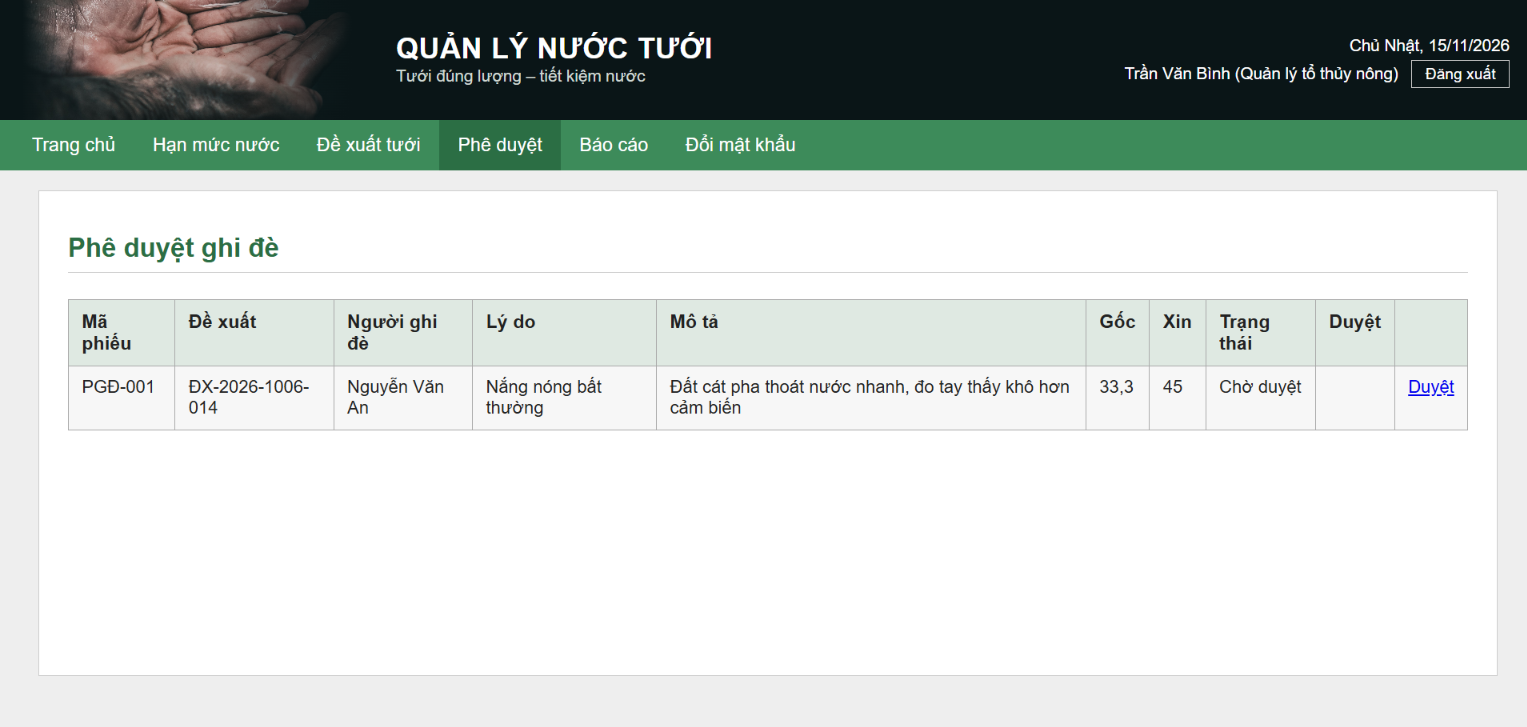 QUẢN LÝ NƯỚC TƯỚI
Tưới đúng lượng – tiết kiệm nước
Chủ Nhật, 15/11/2026
Trần Văn Bình (Quản lý tổ thủy nông) Đăng xuất
Trang chủ Hạn mức nước Đề xuất tưới Phê duyệt Báo cáo Đổi mật khẩu
Phê duyệt ghi đè
Mã phiếu Đề xuất Người ghi đè Lý do Mô tả Gốc Xin Trạng thái Duyệt
PGĐ-001 ĐX-2026-1006-014 Nguyễn Văn An Nắng nóng bất thường Đất cát pha thoát nước nhanh, đo tay thấy khô hơn cảm biến 33,3 45 Chờ duyệt Duyệt